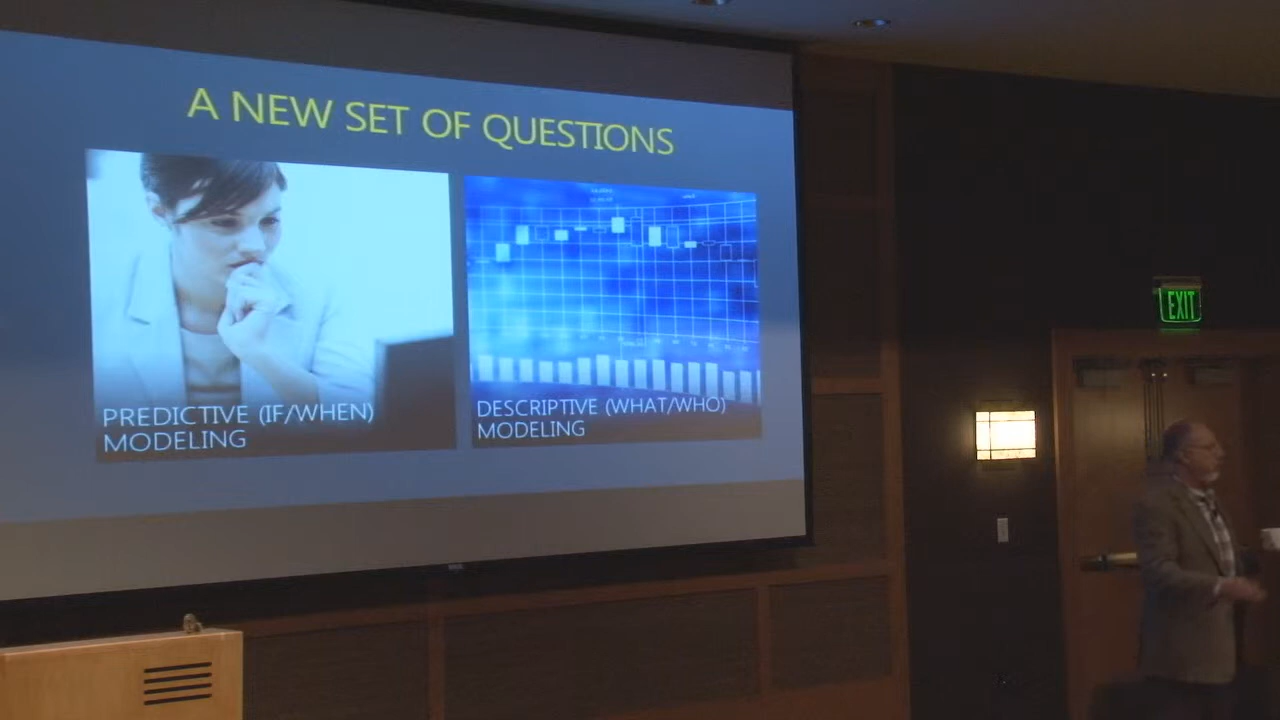 A NEW SET OF QUESTIONS
PREDICTIVE (IF/WHEN)
MODELING
DESCRIPTIVE (WHAT/WHO)
MODELING
EXIT